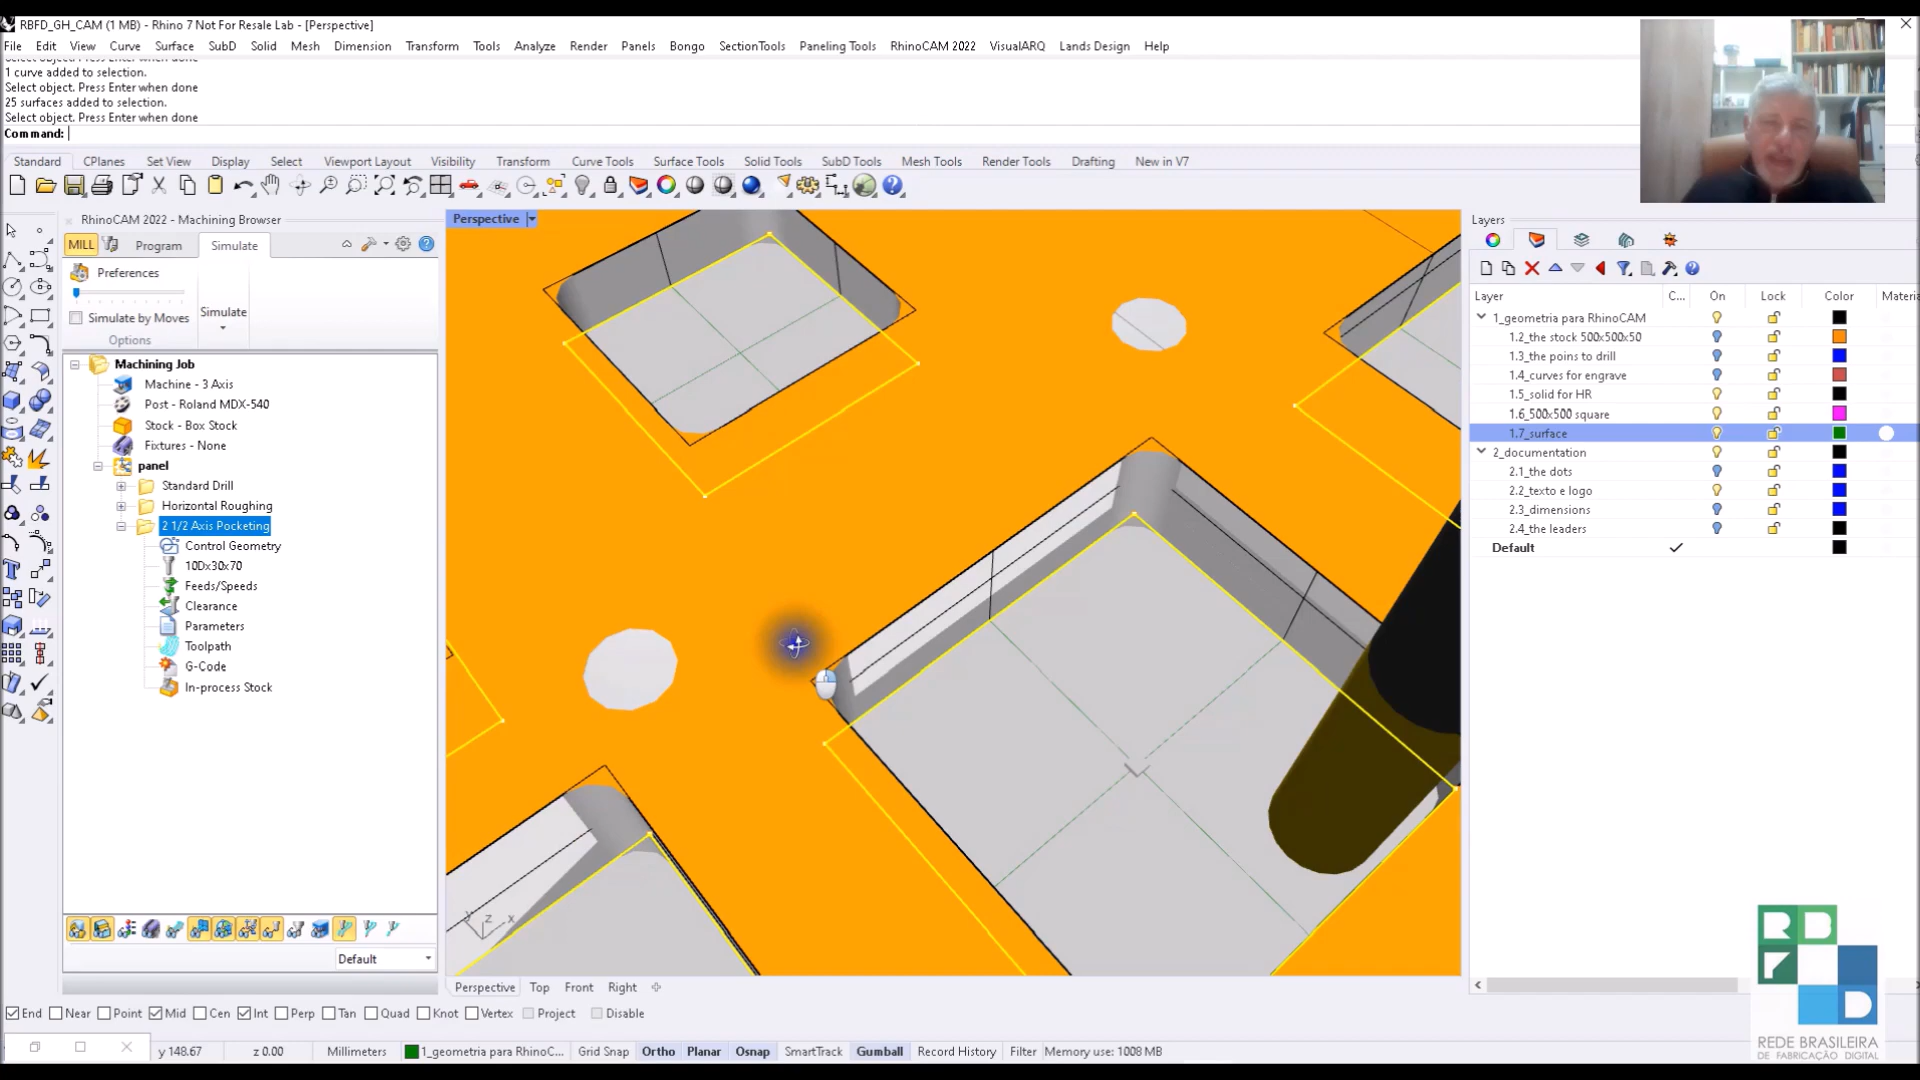 RBFD_GH_CAM (1 MB) - Rhino 7 Not For Resale Lab - [Perspective]
File Edit View Curve Surface SubD Solid Mesh Dimension Transform Tools Analyze Render Panels Bongo SectionTools Paneling Tools RhinoCAM 2022 VisualARQ Lands Design Help
Select object. Press Enter when done
1 curve added to selection.
Select object. Press Enter when done
25 surfaces added to selection.
Select object. Press Enter when done
Command:
Standard CPlanes Set View Display Select Viewport Layout Visibility Transform Curve Tools Surface Tools Solid Tools SubD Tools Mesh Tools Render Tools Drafting New in V7
RhinoCAM 2022 - Machining Browser
MILL Program Simulate
Preferences
Simulate by Moves
Simulate
Options
Machining Job
Machine - 3 Axis
Post - Roland MDX-540
Stock - Box Stock
Fixtures - None
panel
Standard Drill
Horizontal Roughing
2 1/2 Axis Pocketing
Control Geometry
10Dx30x70
Feeds/Speeds
Clearance
Parameters
Toolpath
G-Code
In-process Stock
Default
Perspective
y z x
Perspective Top Front Right
Layers
Layer C... On Lock Color Materi
1_geometria para RhinoCAM
1.2_the stock 500x500x50
1.3_the poins to drill
1.4_curves for engrave
1.5_solid for HR
1.6_500x500 square
1.7_surface
2_documentation
2.1_the dots
2.2_texto e logo
2.3_dimensions
2.4_the leaders
Default
End Near Point Mid Cen Int Perp Tan Quad Knot Vertex Project Disable
y 148.67 z 0.00 Millimeters 1_geometria para RhinoC... Grid Snap Ortho Planar Osnap SmartTrack Gumball Record History Filter Memory use: 1008 MB
R B
F D
REDE BRASILEIRA
DE FABRICAÇÃO DIGITAL